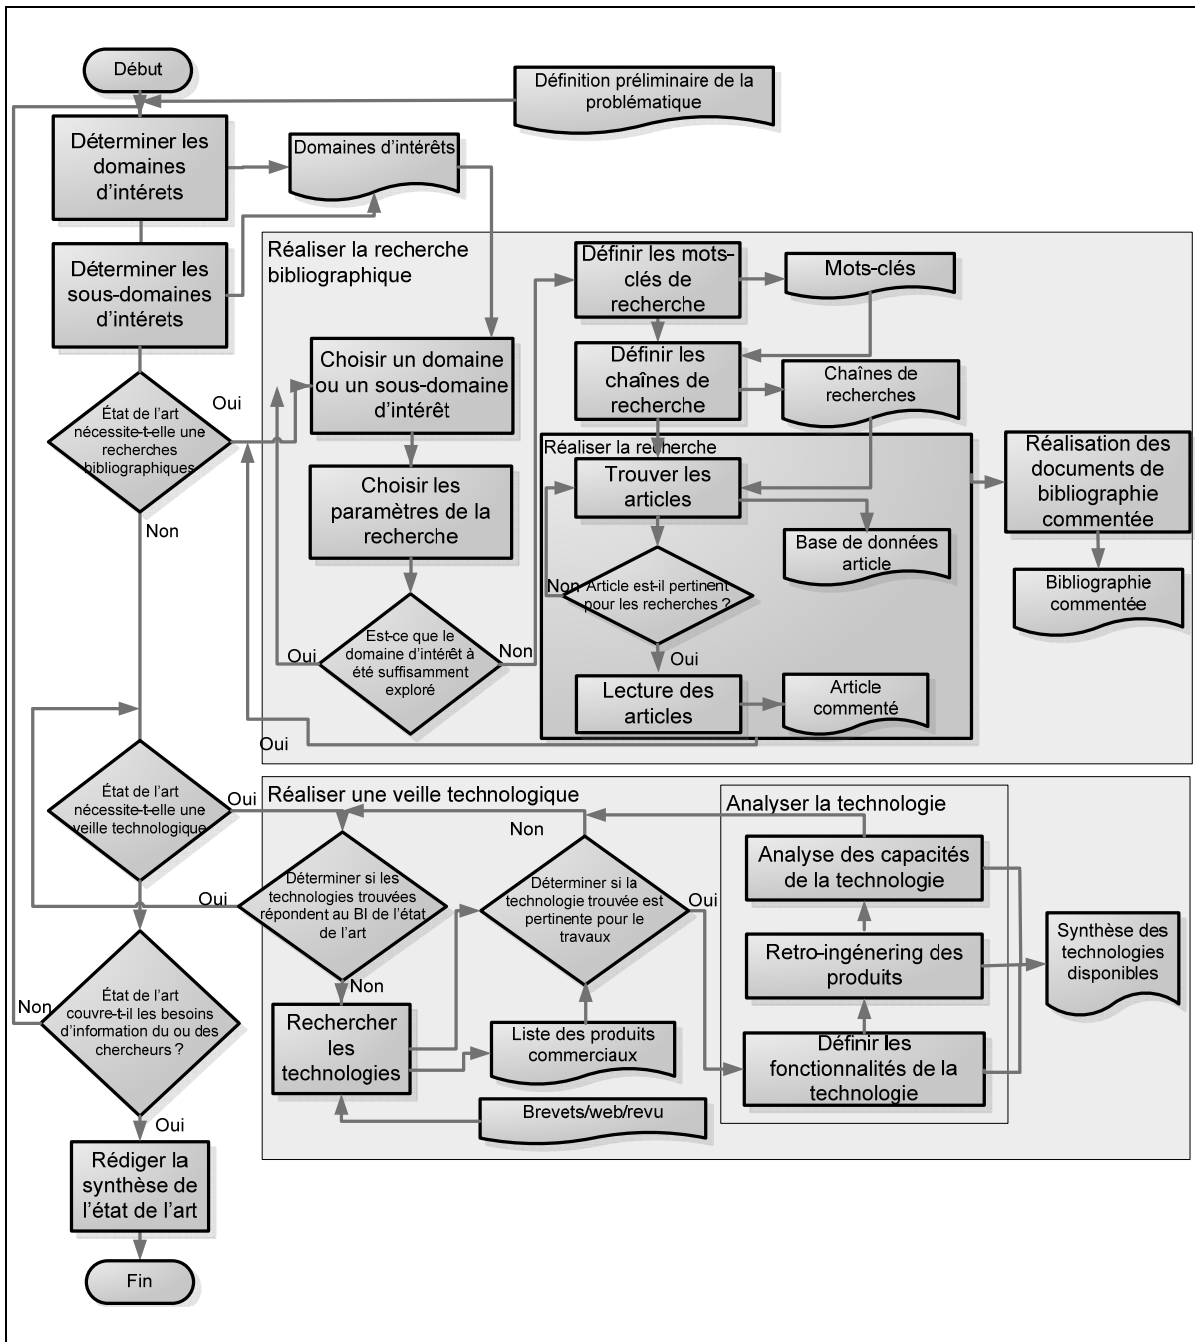 Début
Définition préliminaire de la
problématique
Déterminer les
domaines
d'intérets
Domaines d'intérêts
Déterminer les
sous-domaines
d'intérets
Réaliser la recherche
bibliographique
Définir les mots-
clés de
recherche
Mots-clés
Choisir un domaine
ou un sous-domaine
d'intérêt
Définir les
chaînes de
recherche
Chaînes de
recherches
État de l'art
nécessite-t-elle une
recherches
bibliographiques
Oui
Non
Choisir les
paramètres de la
recherche
Réaliser la recherche
Trouver les
articles
Base de données
article
Réalisation des
documents de
bibliographie
commentée
Bibliographie
commentée
Non
Article est-il pertinent
pour les recherches ?
Oui
Est-ce que le
domaine d'intérêt à
été suffisamment
exploré
Oui
Non
Lecture des
articles
Article
commenté
Oui
État de l'art
nécessite-t-elle une
veille technologique
Oui
Réaliser une veille technologique
Non
Analyser la technologie
Analyse des capacités
de la technologie
Déterminer si les
technologies trouvées
répondent au BI de l'état
de l'art
Oui
Non
Déterminer si la
technologie trouvée est
pertinente pour le
travaux
Oui
Retro-ingénering des
produits
Synthèse des
technologies
disponibles
État de l'art
couvre-t-il les besoins
d'information du ou des
chercheurs ?
Non
Rechercher
les
technologies
Liste des produits
commerciaux
Définir les
fonctionnalités de la
technologie
Brevets/web/revu
Oui
Rédiger la
synthèse de
l'état de l'art
Fin